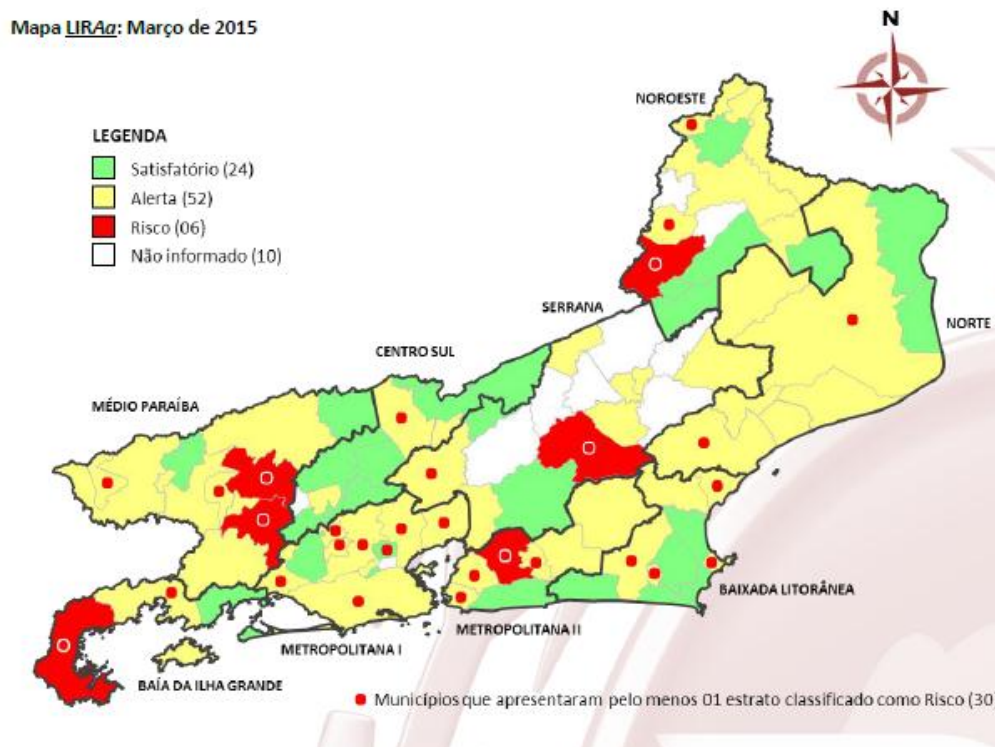 Mapa LIRAa: Março de 2015
N
NOROESTE
LEGENDA
Satisfatório (24)
Alerta (52)
Risco (06)
Não informado (10)
SERRANA
NORTE
CENTRO SUL
MÉDIO PARAÍBA
BAIXADA LITORÂNEA
METROPOLITANA II
METROPOLITANA I
BAÍA DA ILHA GRANDE
Municípios que apresentaram pelo menos 01 estrato classificado como Risco (30)